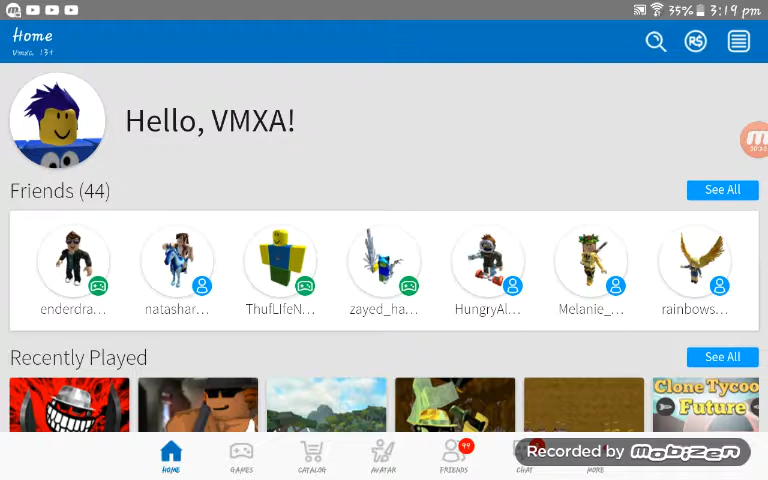 35% 3:19 pm
Home
Vmxa: 13+
R$
Hello, VMXA!
Friends (44)
See All
enderdra...
natashar...
ThufLIfeN...
zayed_ha...
HungryAl...
Melanie_...
rainbows...
Recently Played
See All
Clone Tycoo
Future
99
HOME
GAMES
CATALOG
AVATAR
FRIENDS
CHAT
MORE
Recorded by MOBIZEN